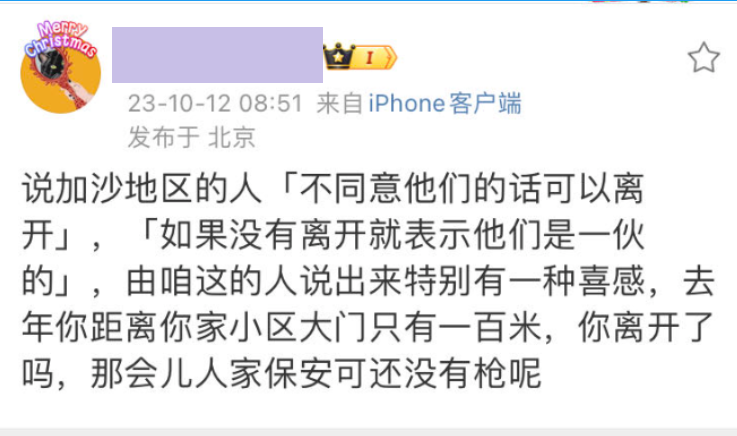 Merry
Christmas
I
23-10-12 08:51 来自 iPhone客户端
发布于 北京
说加沙地区的人「不同意他们的话可以离
开」，「如果没有离开就表示他们是一伙
的」，由咱这的人说出来特别有一种喜感，去
年你距离你家小区大门只有一百米，你离开了
吗，那会儿人家保安可还没有枪呢